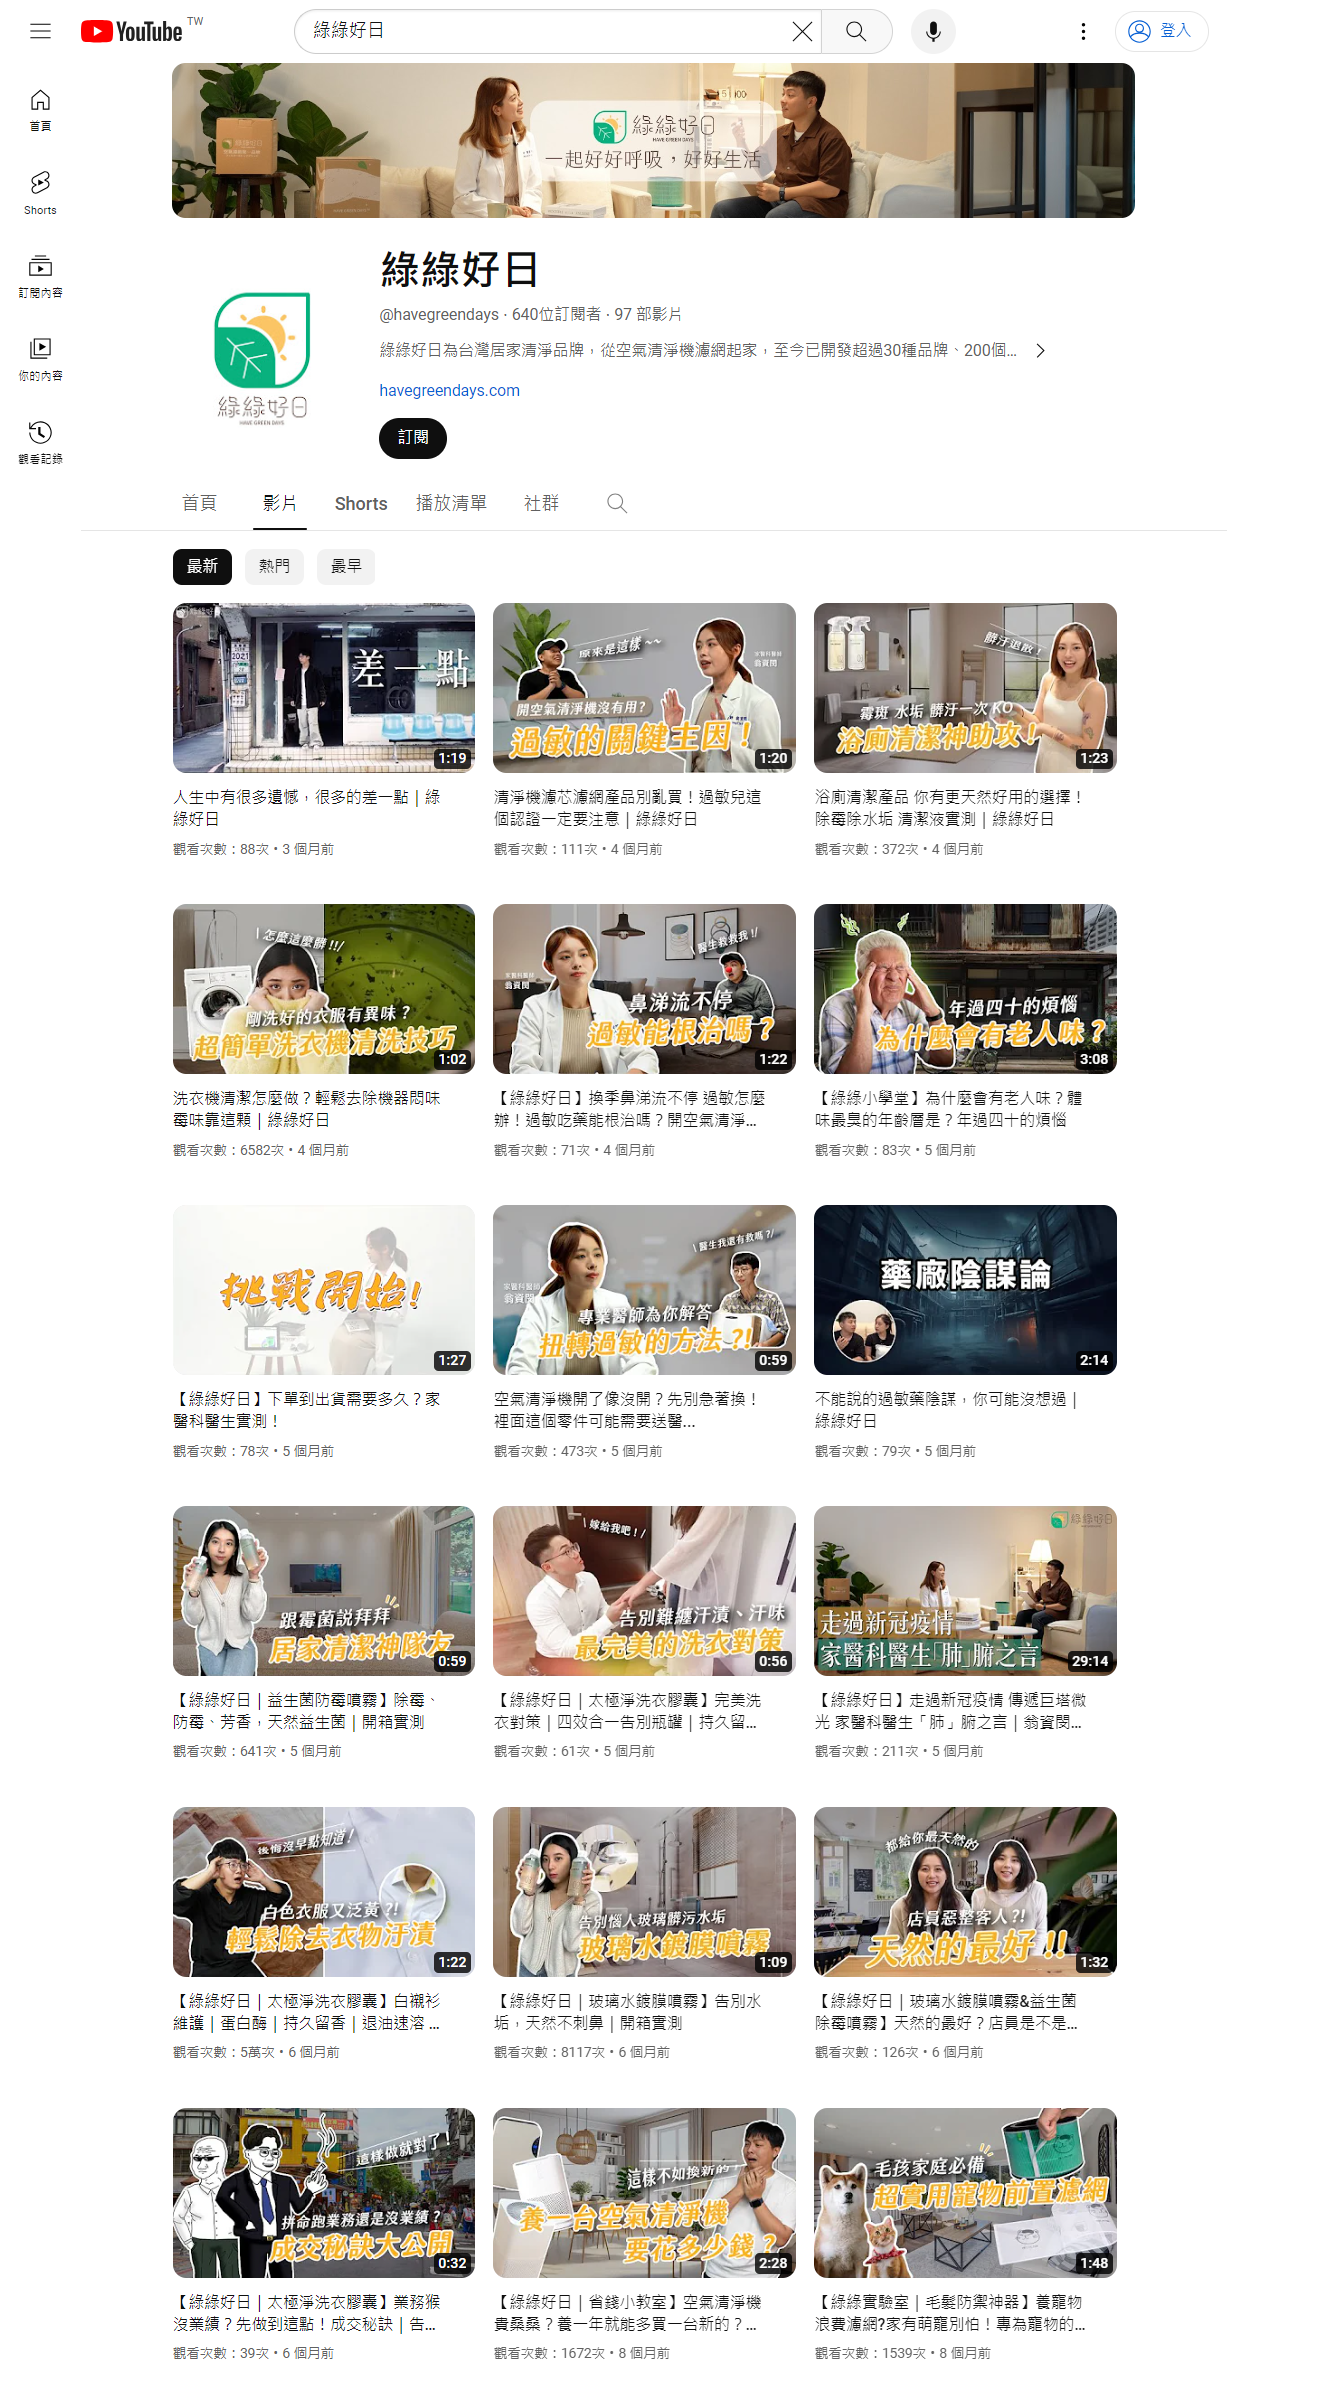 YouTube TW
綠綠好日
登入
首頁
Shorts
訂閱內容
你的內容
觀看記錄
綠綠好日
HAVE GREEN DAYS
一起好好呼吸，好好生活
綠綠好日
HAVE GREEN DAYS
綠綠好日
@havegreendays · 640位訂閱者 · 97 部影片
綠綠好日為台灣居家清淨品牌，從空氣清淨機濾網起家，至今已開發超過30種品牌、200個...
havegreendays.com
訂閱
首頁 影片 Shorts 播放清單 社群
最新 熱門 最早
2021
差一點
1:19
原來是這樣~~
家醫科醫師
翁資閔
開空氣清淨機沒有用?
過敏的關鍵主因！
1:20
髒汙退散！
霉斑 水垢 髒汙一次 KO
浴廁清潔神助攻！
1:23
人生中有很多遺憾，很多的差一點 | 綠
綠好日
觀看次數：88次 • 3 個月前
清淨機濾芯濾網產品別亂買！過敏兒這
個認證一定要注意 | 綠綠好日
觀看次數：111次 • 4 個月前
浴廁清潔產品 你有更天然好用的選擇！
除霉除水垢 清潔液實測 | 綠綠好日
觀看次數：372次 • 4 個月前
\ 怎麼這麼髒!!/
剛洗好的衣服有異味？
超簡單洗衣機清洗技巧
1:02
\ 醫生救救我！/
家醫科醫師
翁資閔
鼻涕流不停
過敏能根治嗎？
1:22
年過四十的煩惱
為什麼會有老人味？
3:08
洗衣機清潔怎麼做？輕鬆去除機器悶味
霉味靠這顆 | 綠綠好日
觀看次數：6582次 • 4 個月前
【綠綠好日】換季鼻涕流不停 過敏怎麼
辦！過敏吃藥能根治嗎？開空氣清淨...
觀看次數：71次 • 4 個月前
【綠綠小學堂】為什麼會有老人味？體
味最臭的年齡層是？年過四十的煩惱
觀看次數：83次 • 5 個月前
挑戰開始!
1:27
\ 醫生我還有救嗎？/
家醫科醫師
翁資閔
專業醫師為你解答
扭轉過敏的方法?!
0:59
藥廠陰謀論
2:14
【綠綠好日】下單到出貨需要多久？家
醫科醫生實測！
觀看次數：78次 • 5 個月前
空氣清淨機開了像沒開？先別急著換！
裡面這個零件可能需要送醫...
觀看次數：473次 • 5 個月前
不能說的過敏藥陰謀，你可能沒想過 |
綠綠好日
觀看次數：79次 • 5 個月前
跟霉菌説拜拜
居家清潔神隊友
0:59
\ 嫁給我吧！/
告別難纏汗漬、汗味
最完美的洗衣對策
0:56
綠綠好日
走過新冠疫情
家醫科醫生「肺」腑之言
29:14
【綠綠好日 | 益生菌防霉噴霧】除霉、
防霉、芳香，天然益生菌 | 開箱實測
觀看次數：641次 • 5 個月前
【綠綠好日 | 太極淨洗衣膠囊】完美洗
衣對策 | 四效合一告別瓶罐 | 持久留...
觀看次數：61次 • 5 個月前
【綠綠好日】走過新冠疫情 傳遞巨塔微
光 家醫科醫生「肺」腑之言 | 翁資閔...
觀看次數：211次 • 5 個月前
後悔沒早點知道！
白色衣服又泛黃?!
輕鬆除去衣物汙漬
1:22
告別惱人玻璃髒污水垢
玻璃水鍍膜噴霧
1:09
都給你最天然的
店員惡整客人?!
天然的最好!!
1:32
【綠綠好日 | 太極淨洗衣膠囊】白襯衫
維護 | 蛋白酶 | 持久留香 | 退油速溶 ...
觀看次數：5萬次 • 6 個月前
【綠綠好日 | 玻璃水鍍膜噴霧】告別水
垢，天然不刺鼻 | 開箱實測
觀看次數：8117次 • 6 個月前
【綠綠好日 | 玻璃水鍍膜噴霧&益生菌
除霉噴霧】天然的最好？店員是不是...
觀看次數：126次 • 6 個月前
這樣做就對了！
拚命跑業務還是沒業績？
成交秘訣大公開
0:32
這樣不如換新的！
養一台空氣清淨機
要花多少錢？
2:28
毛孩家庭必備
超實用寵物前置濾網
1:48
【綠綠好日 | 太極淨洗衣膠囊】業務猴
沒業績？先做到這點！成交秘訣 | 告...
觀看次數：39次 • 6 個月前
【綠綠好日 | 省錢小教室】空氣清淨機
貴桑桑？養一年就能多買一台新的？...
觀看次數：1672次 • 8 個月前
【綠綠實驗室 | 毛髮防禦神器】養寵物
浪費濾網?家有萌寵別怕！專為寵物的...
觀看次數：1539次 • 8 個月前